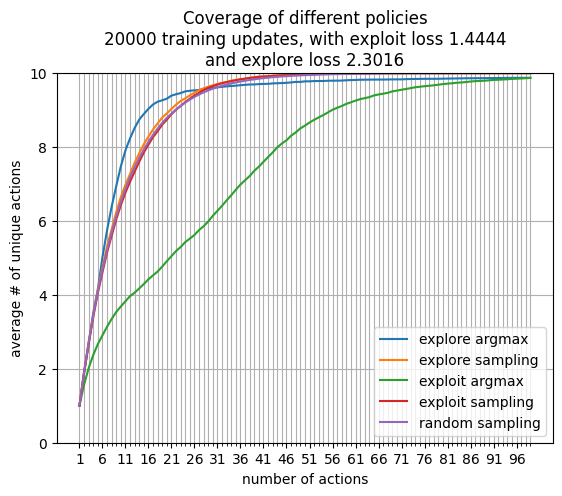 Coverage of different policies
20000 training updates, with exploit loss 1.4444
and explore loss 2.3016
10
8
6
4
2
0
average # of unique actions
explore argmax
explore sampling
exploit argmax
exploit sampling
random sampling
1 6 11 16 21 26 31 36 41 46 51 56 61 66 71 76 81 86 91 96
number of actions